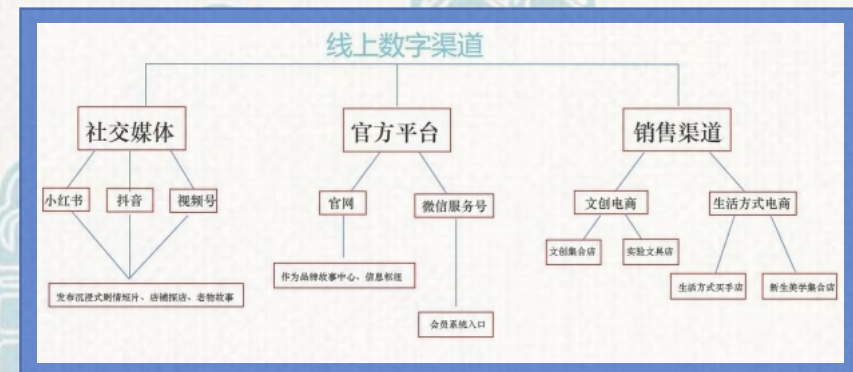 线上数字渠道
社交媒体
官方平台
销售渠道
小红书
抖音
视频号
官网
微信服务号
文创电商
生活方式电商
文创集合店
实验文具店
作为品牌故事中心、信息枢纽
生活方式买手店
新生美学集合店
发布沉浸式剧情短片、店铺探店、老物故事
会员系统入口